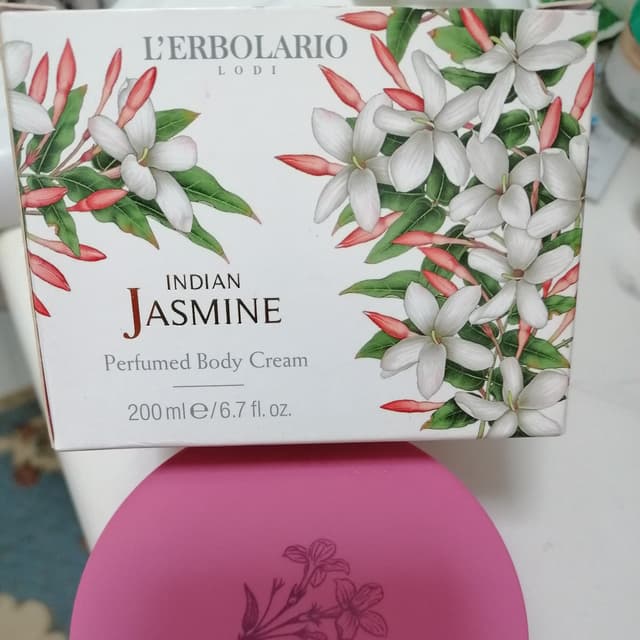 L'ERBOLARIO
LODI
INDIAN
JASMINE
Perfumed Body Cream
200 ml ℮/6.7 fl. oz.